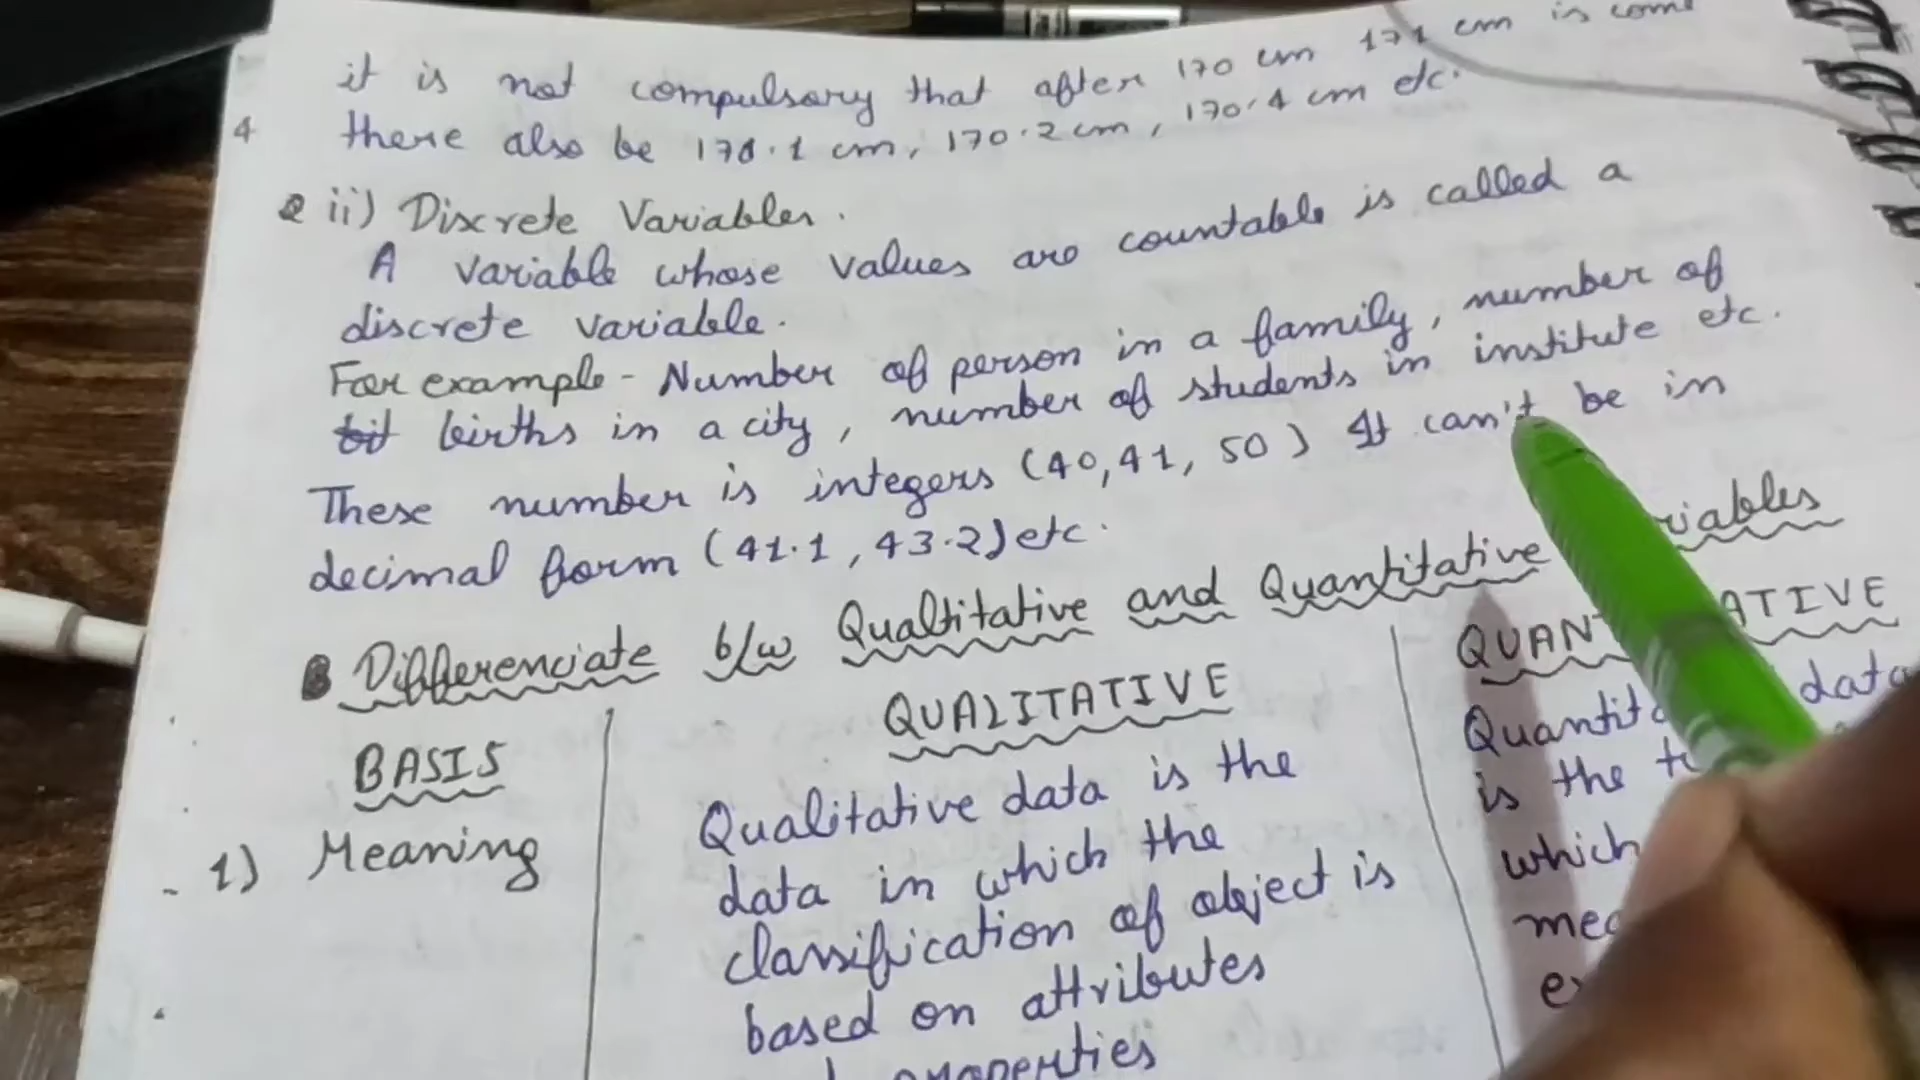 it is not compulsory that after 170 cm 171 cm is come
4 there also be 170.1 cm, 170.2 cm, 170.4 cm etc.
ii) Discrete Variables.
A variable whose values are countable is called a
discrete variable.
For example - Number of person in a family, number of
births in a city, number of students in institute etc.
These number is integers (40, 41, 50) It can't be in
decimal form (41.1, 43.2) etc.
Differenciate b/w Qualtitative and Quantitative
BASIS
QUALITATIVE
1) Meaning
Qualitative data is the
data in which the
classification of object is
based on attributes
properties
data
is the
which